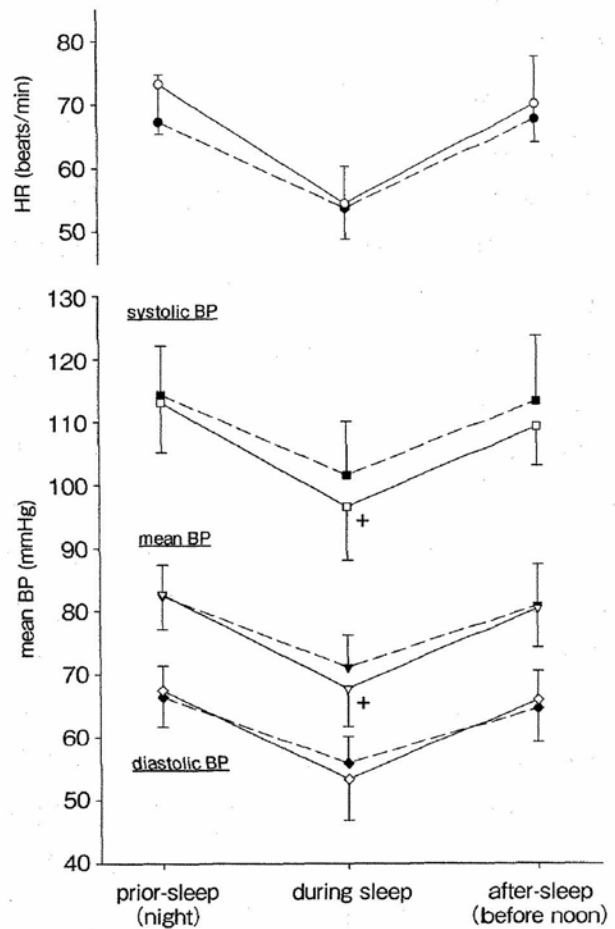 80
70
60
50
HR (beats/min)
130
120
110
100
90
80
70
60
50
40
mean BP (mmHg)
systolic BP
+
mean BP
+
diastolic BP
prior-sleep
(night)
during sleep
after-sleep
(before noon)